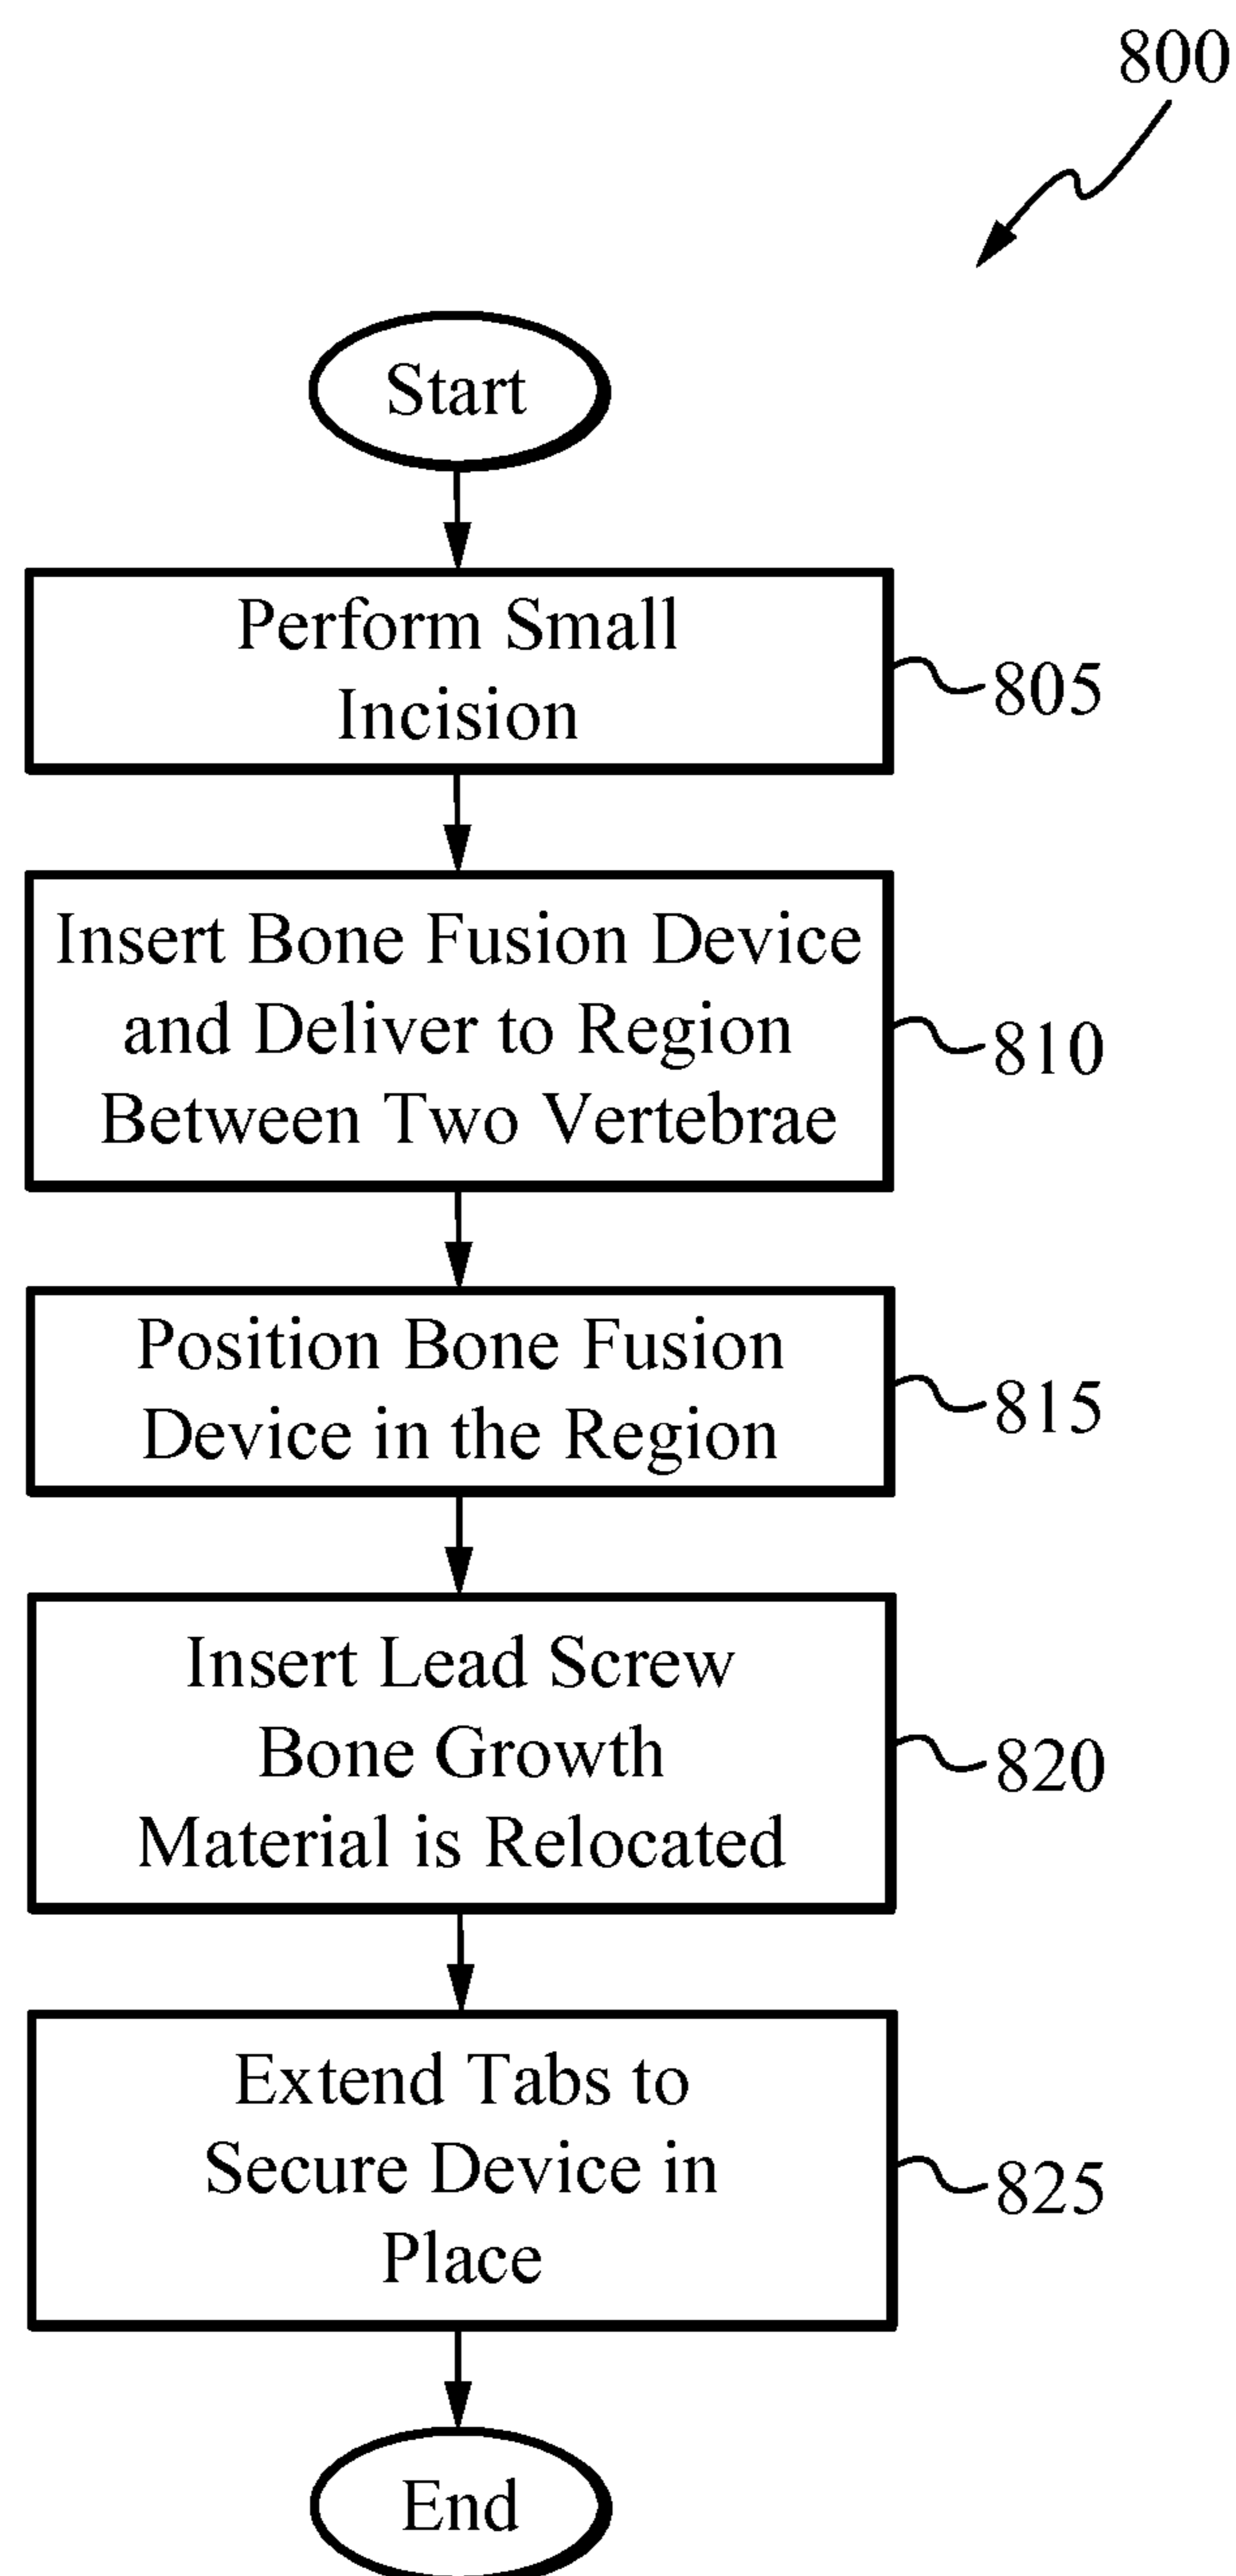 800
Start
Perform Small
Incision
805
Insert Bone Fusion Device
and Deliver to Region
Between Two Vertebrae
810
Position Bone Fusion
Device in the Region
815
Insert Lead Screw
Bone Growth
Material is Relocated
820
Extend Tabs to
Secure Device in
Place
825
End